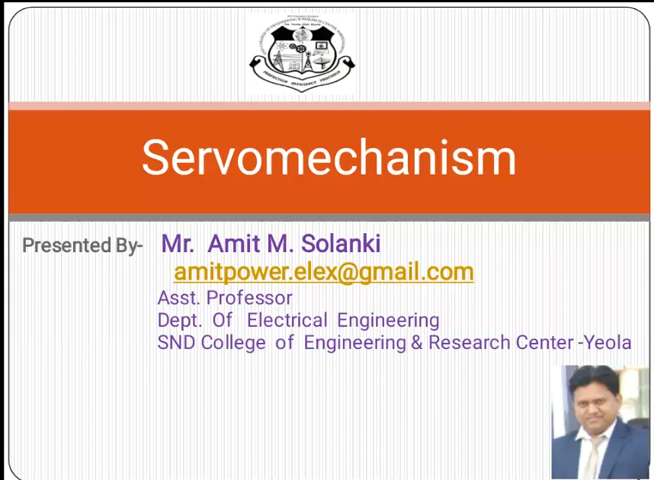 Servomechanism
Presented By- Mr. Amit M. Solanki
amitpower.elex@gmail.com
Asst. Professor
Dept. Of Electrical Engineering
SND College of Engineering & Research Center -Yeola